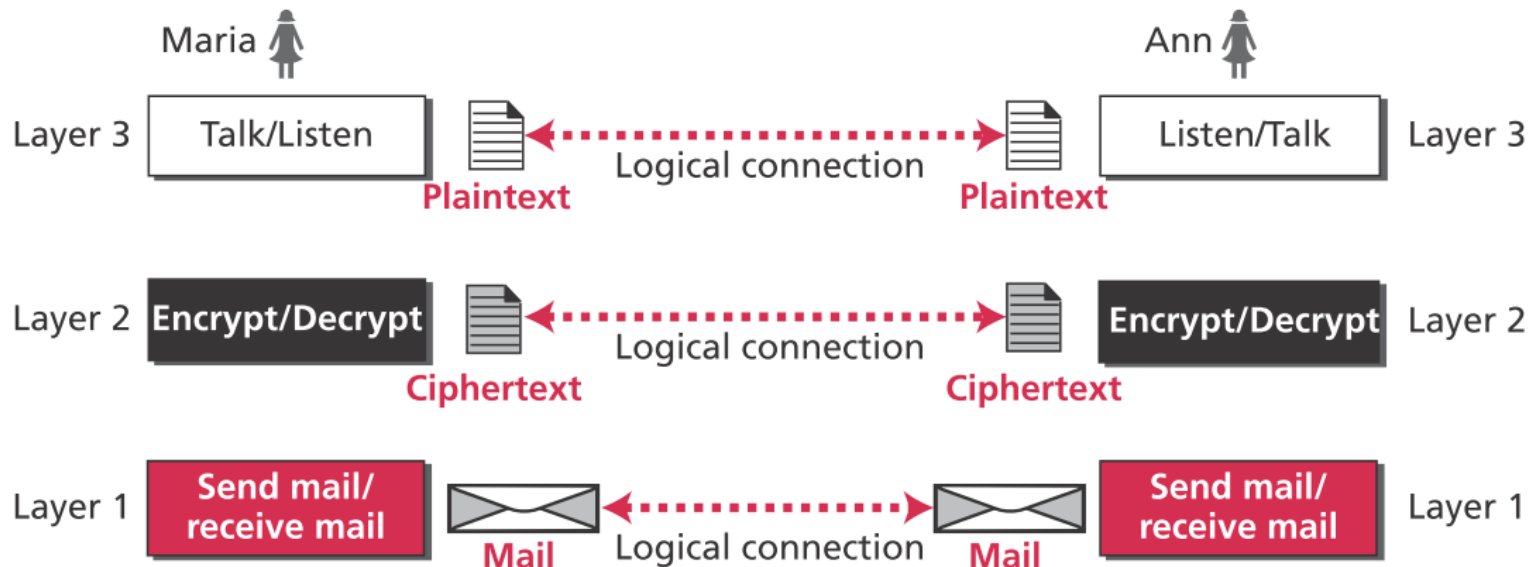 Maria
Ann
Layer 3
Talk/Listen
Logical connection
Listen/Talk
Layer 3
Plaintext
Plaintext
Layer 2
Encrypt/Decrypt
Logical connection
Encrypt/Decrypt
Layer 2
Ciphertext
Ciphertext
Layer 1
Send mail/
receive mail
Send mail/
receive mail
Layer 1
Mail
Logical connection
Mail